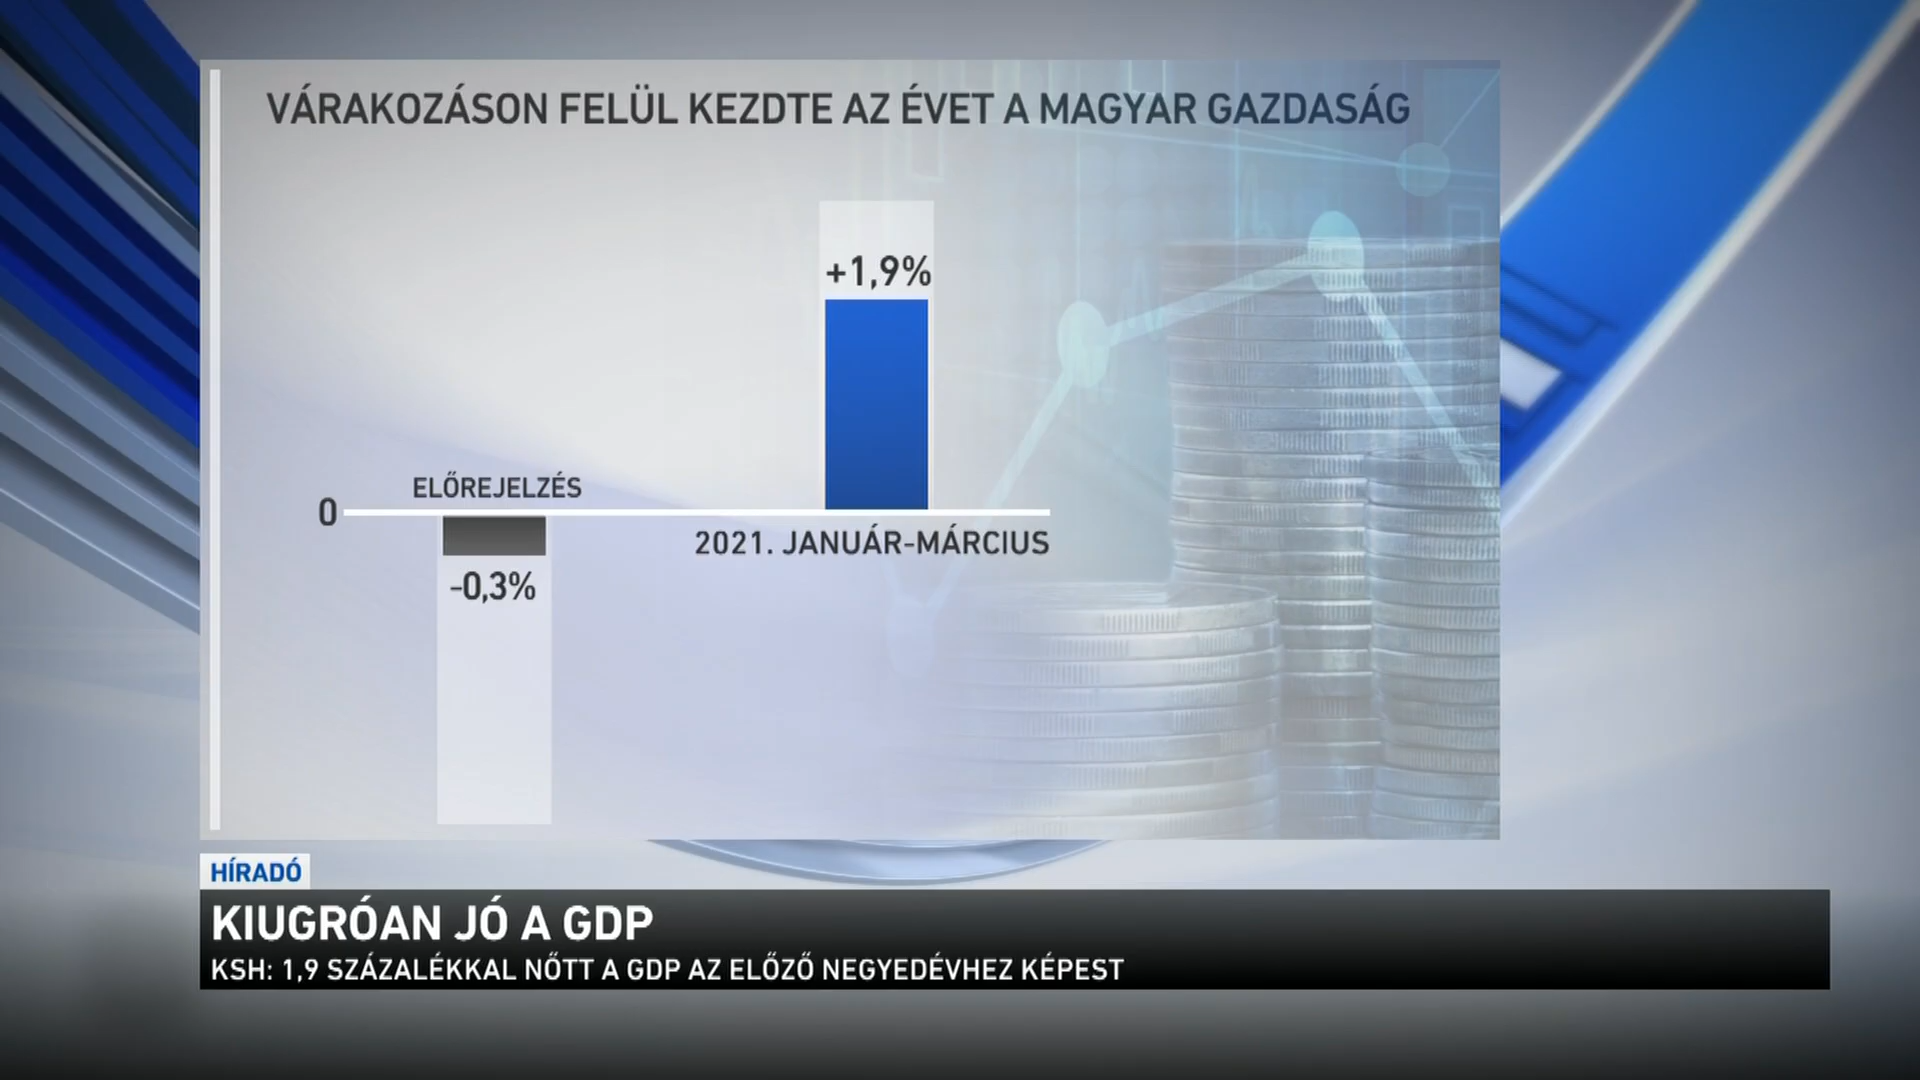 VÁRAKOZÁSON FELÜL KEZDTE AZ ÉVET A MAGYAR GAZDASÁG
+1,9%
ELŐREJELZÉS
0
2021. JANUÁR-MÁRCIUS
-0,3%
HÍRADÓ
KIUGRÓAN JÓ A GDP
KSH: 1,9 SZÁZALÉKKAL NŐTT A GDP AZ ELŐZŐ NEGYEDÉVHEZ KÉPEST